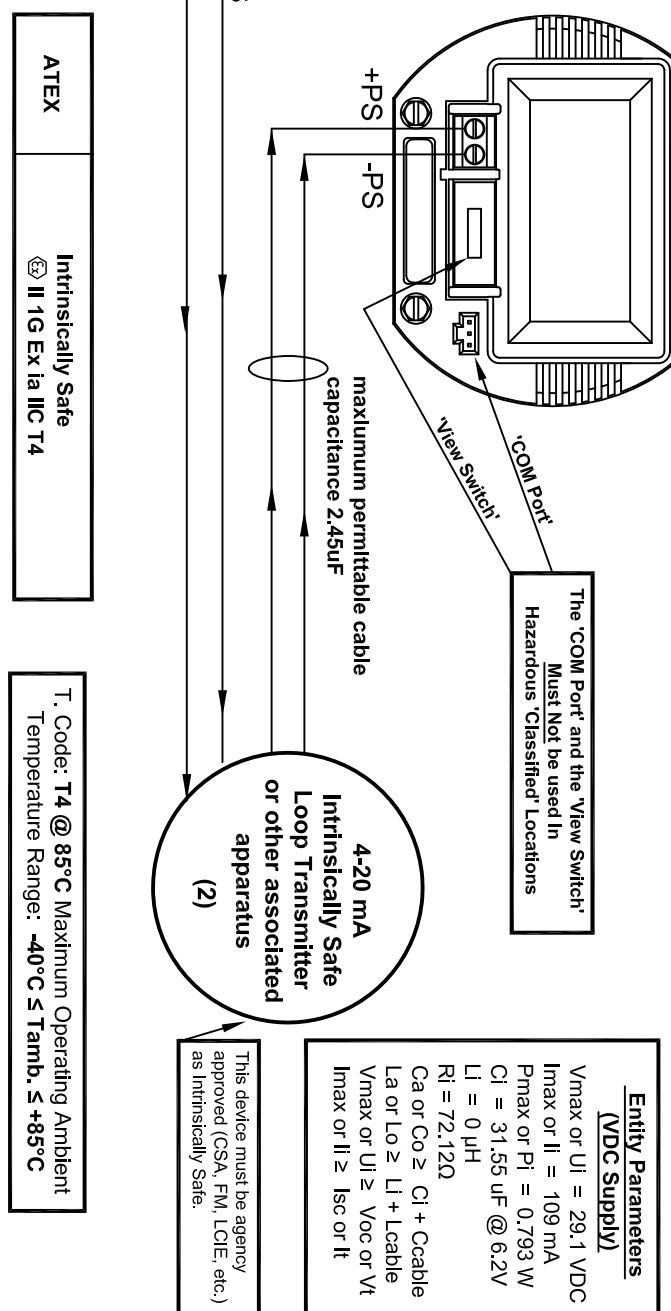 The 'COM Port' and the 'View Switch'
Must Not be used In
Hazardous 'Classified' Locations
'COM Port'
'View Switch'
+PS
-PS
maxIumum permIttable cable
capacitance 2.45uF
4-20 mA
Intrinsically Safe
Loop Transmitter
or other associated
apparatus
(2)
Entity Parameters
(VDC Supply)
Vmax or Ui = 29.1 VDC
Imax or Ii = 109 mA
Pmax or Pi = 0.793 W
Ci = 31.55 uF @ 6.2V
Li = 0 µH
Ri = 72.12Ω
Ca or Co ≥ Ci + Ccable
La or Lo ≥ Li + Lcable
Vmax or Ui ≥ Voc or Vt
Imax or Ii ≥ Isc or It
This device must be agency
approved (CSA, FM, LCIE, etc.)
as Intrinsically Safe.
ATEX
Intrinsically Safe
Ex II 1G Ex ia IIC T4
T. Code: T4 @ 85°C Maximum Operating Ambient
Temperature Range: -40°C ≤ Tamb. ≤ +85°C